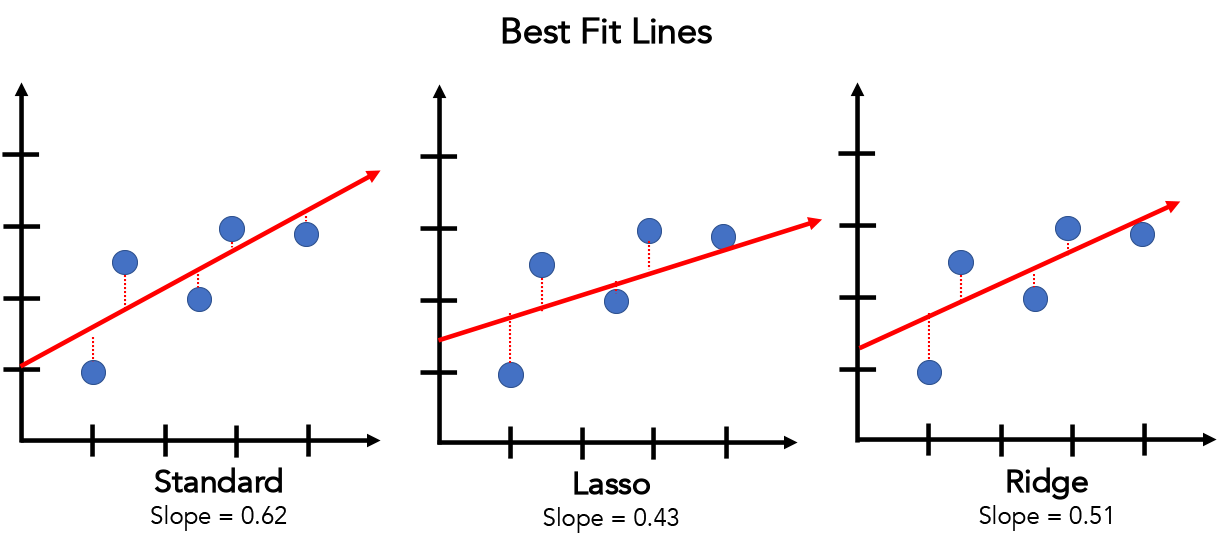 Best Fit Lines
Standard
Slope = 0.62
Lasso
Slope = 0.43
Ridge
Slope = 0.51